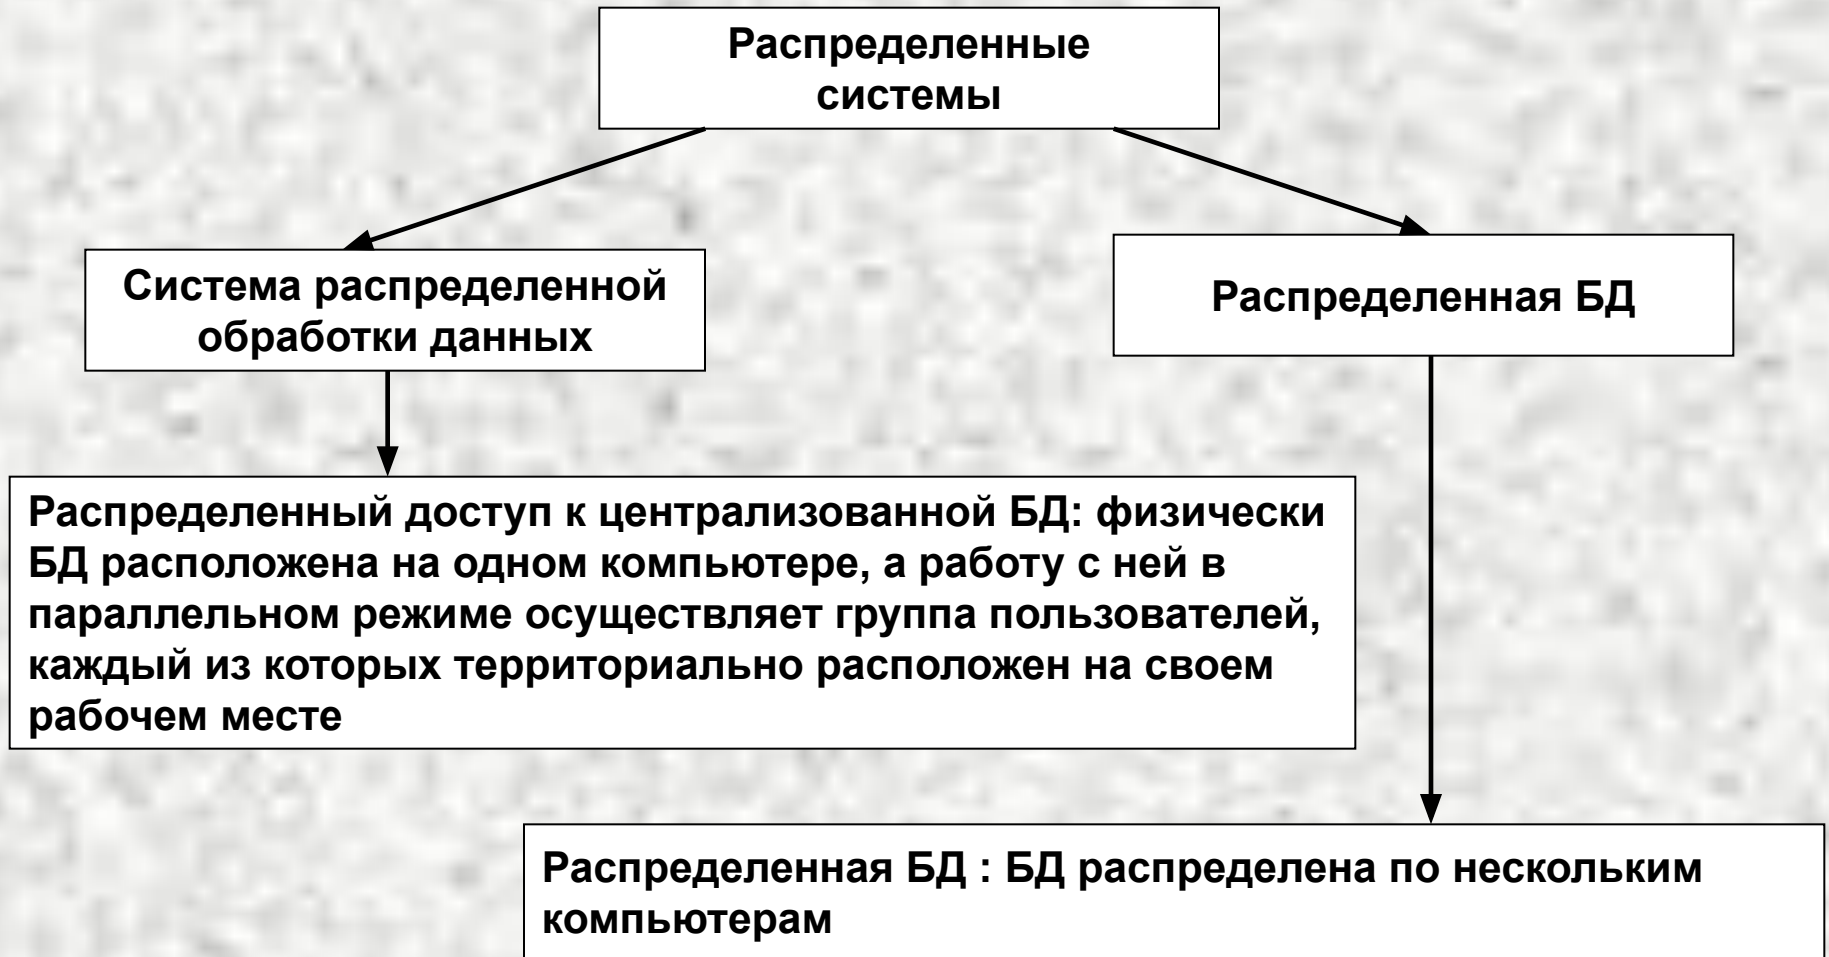 Распределенные
системы
Система распределенной
обработки данных
Распределенная БД
Распределенный доступ к централизованной БД: физически
БД расположена на одном компьютере, а работу с ней в
параллельном режиме осуществляет группа пользователей,
каждый из которых территориально расположен на своем
рабочем месте
Распределенная БД : БД распределена по нескольким
компьютерам